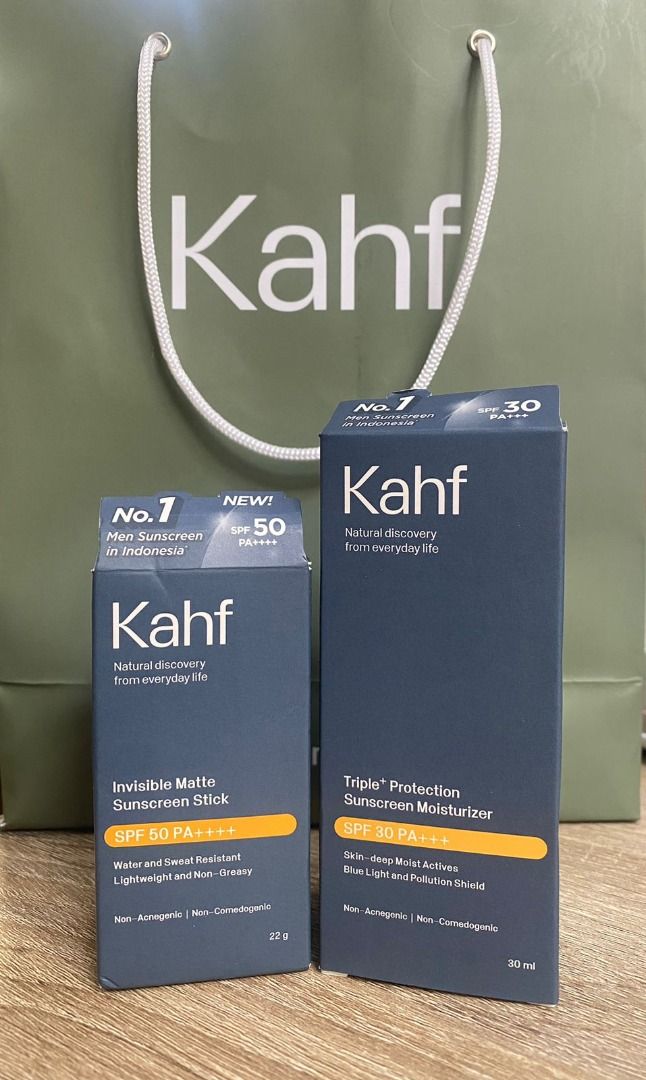 Kahf
No.1
Men Sunscreen
in Indonesia*
NEW!
SPF 50
PA++++
Kahf
Natural discovery
from everyday life
Invisible Matte
Sunscreen Stick
SPF 50 PA++++
Water and Sweat Resistant
Lightweight and Non-Greasy
Non-Acnegenic | Non-Comedogenic
22 g
No.1
Men Sunscreen
in Indonesia*
SPF 30
PA+++
Kahf
Natural discovery
from everyday life
Triple+ Protection
Sunscreen Moisturizer
SPF 30 PA+++
Skin-deep Moist Actives
Blue Light and Pollution Shield
Non-Acnegenic | Non-Comedogenic
30 ml